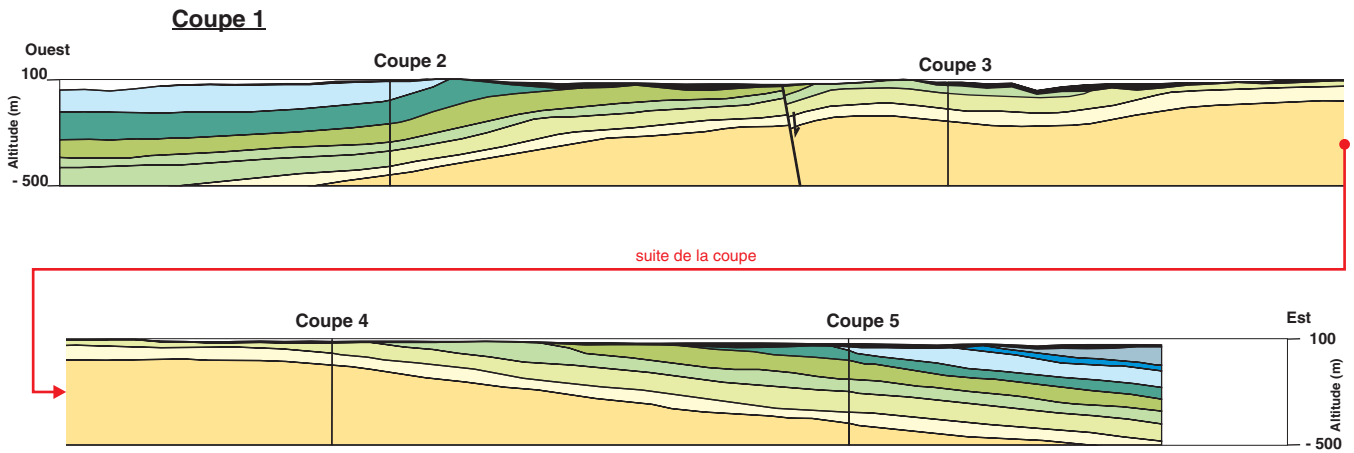 Coupe 1
Ouest
Coupe 2
Coupe 3
100
Altitude (m)
- 500
suite de la coupe
Coupe 4
Coupe 5
Est
100
Altitude (m)
- 500